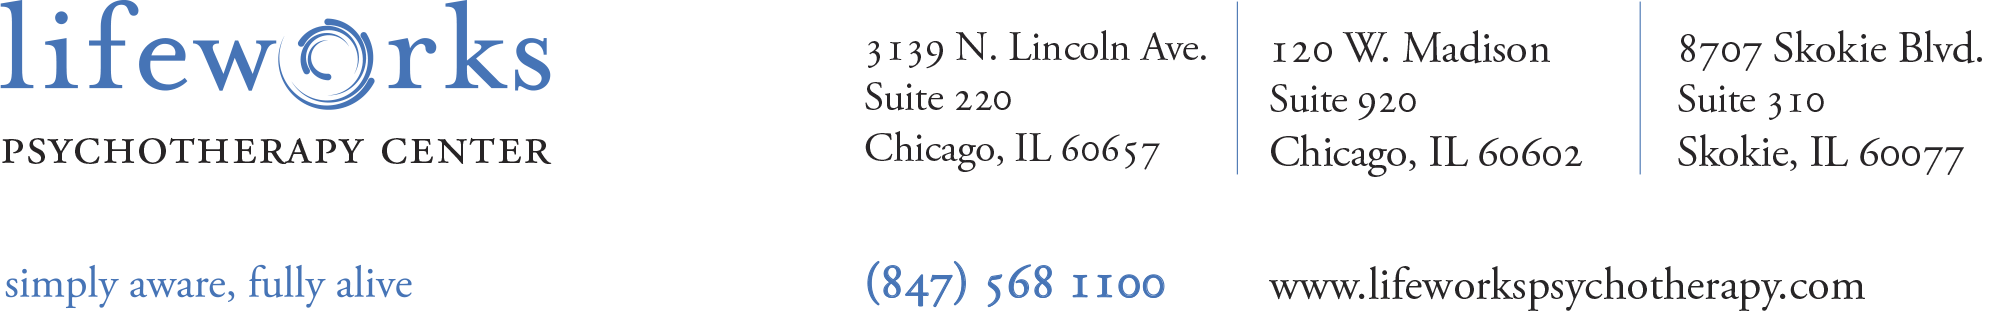 lifeworks
PSYCHOTHERAPY CENTER
simply aware, fully alive
3139 N. Lincoln Ave.
Suite 220
Chicago, IL 60657
120 W. Madison
Suite 920
Chicago, IL 60602
8707 Skokie Blvd.
Suite 310
Skokie, IL 60077
(847) 568 1100
www.lifeworkspsychotherapy.com